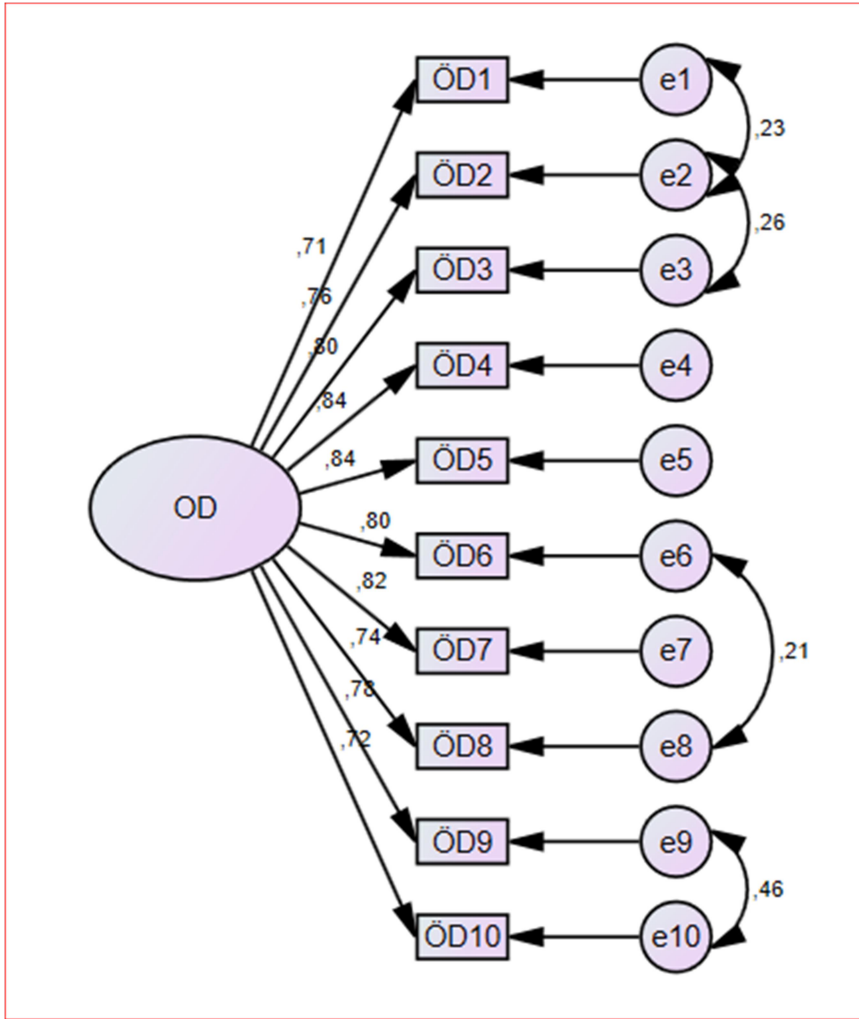 ÖD1
e1
,23
ÖD2
e2
,26
,71
ÖD3
e3
,76
,80
ÖD4
e4
,84
,84
ÖD5
e5
OD
,80
ÖD6
e6
,82
,74
ÖD7
e7
,21
,78
,72
ÖD8
e8
ÖD9
e9
,46
ÖD10
e10